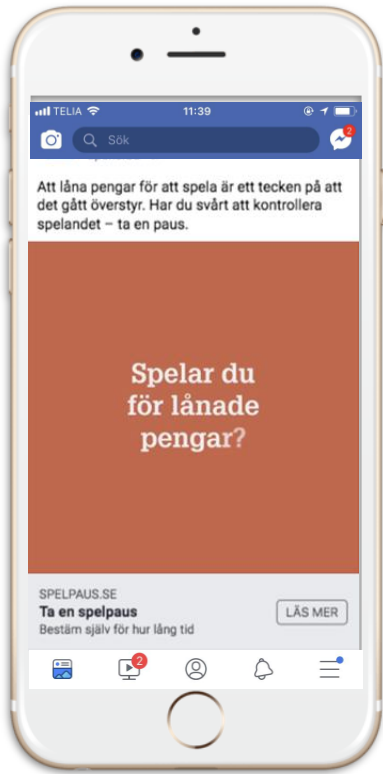 TELIA 11:39
Sök 2
Att låna pengar för att spela är ett tecken på att
det gått överstyr. Har du svårt att kontrollera
spelandet – ta en paus.
Spelar du
för lånade
pengar?
SPELPAUS.SE
Ta en spelpaus
Bestäm själv för hur lång tid
LÄS MER
2